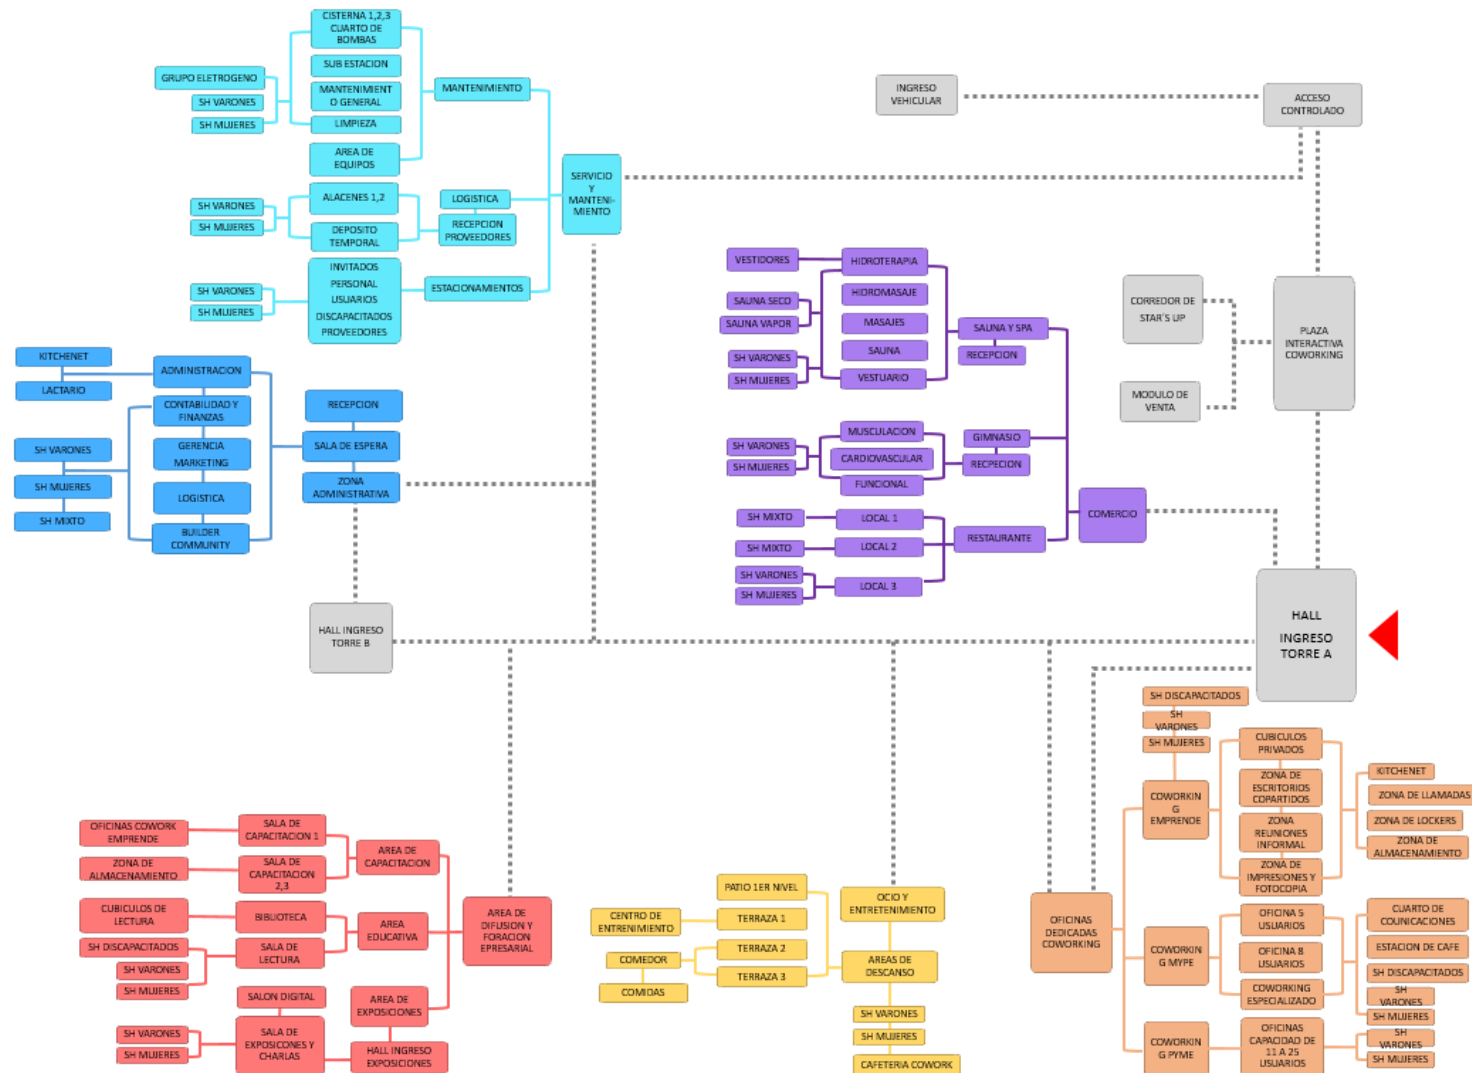 CISTERNA 1,2,3
CUARTO DE
BOMBAS
SUB ESTACION
MANTENIMIENT
O GENERAL
LIMPIEZA
AREA DE
EQUIPOS
GRUPO ELETROGENO
SH VARONES
SH MUJERES
MANTENIMIENTO
ALACENES 1,2
DEPOSITO
TEMPORAL
SH VARONES
SH MUJERES
LOGISTICA
RECEPCION
PROVEEDORES
INVITADOS
PERSONAL
USUARIOS
DISCAPACITADOS
PROVEEDORES
SH VARONES
SH MUJERES
ESTACIONAMIENTOS
SERVICIO
Y
MANTENI-
MIENTO
INGRESO
VEHICULAR
ACCESO
CONTROLADO
CORREDOR DE
STAR´S UP
MODULO DE
VENTA
PLAZA
INTERACTIVA
COWORKING
VESTIDORES
SAUNA SECO
SAUNA VAPOR
SH VARONES
SH MUJERES
HIDROTERAPIA
HIDROMASAJE
MASAJES
SAUNA
VESTUARIO
SAUNA Y SPA
RECEPCION
SH VARONES
SH MUJERES
MUSCULACION
CARDIOVASCULAR
FUNCIONAL
GIMNASIO
RECPECION
SH MIXTO
SH MIXTO
SH VARONES
SH MUJERES
LOCAL 1
LOCAL 2
LOCAL 3
RESTAURANTE
COMERCIO
KITCHENET
LACTARIO
SH VARONES
SH MUJERES
SH MIXTO
ADMINISTRACION
CONTABILIDAD Y
FINANZAS
GERENCIA
MARKETING
LOGISTICA
BUILDER
COMMUNITY
RECEPCION
SALA DE ESPERA
ZONA
ADMINISTRATIVA
HALL INGRESO
TORRE B
HALL
INGRESO
TORRE A
OFICINAS COWORK
EMPRENDE
ZONA DE
ALMACENAMIENTO
CUBICULOS DE
LECTURA
SH DISCAPACITADOS
SH VARONES
SH MUJERES
SH VARONES
SH MUJERES
SALA DE
CAPACITACION 1
SALA DE
CAPACITACION
2,3
BIBLIOTECA
SALA DE
LECTURA
SALON DIGITAL
SALA DE
EXPOSICONES Y
CHARLAS
AREA DE
CAPACITACION
AREA
EDUCATIVA
AREA DE
EXPOSICIONES
HALL INGRESO
EXPOSICIONES
AREA DE
DIFUSION Y
FORACION
EPRESARIAL
CENTRO DE
ENTRENIMIENTO
COMEDOR
COMIDAS
PATIO 1ER NIVEL
TERRAZA 1
TERRAZA 2
TERRAZA 3
OCIO Y
ENTRETENIMIENTO
AREAS DE
DESCANSO
SH VARONES
SH MUJERES
CAFETERIA COWORK
OFICINAS
DEDICADAS
COWORKING
SH DISCAPACITADOS
SH
VARONES
SH MUJERES
COWORKIN
G EMPRENDE
CUBICULOS
PRIVADOS
ZONA DE
ESCRITORIOS
COPARTIDOS
ZONA
REUNIONES
INFORMAL
ZONA DE
IMPRESIONES Y
FOTOCOPIA
KITCHENET
ZONA DE LLAMADAS
ZONA DE LOCKERS
ZONA DE
ALMACENAMIENTO
COWORKIN
G MYPE
OFICINA 5
USUARIOS
OFICINA 8
USUARIOS
COWORKING
ESPECIALIZADO
CUARTO DE
COUNICACIONES
ESTACION DE CAFE
SH DISCAPACITADOS
SH
VARONES
SH MUJERES
COWORKIN
G PYME
OFICINAS
CAPACIDAD DE
11 A 25
USUARIOS
SH
VARONES
SH MUJERES